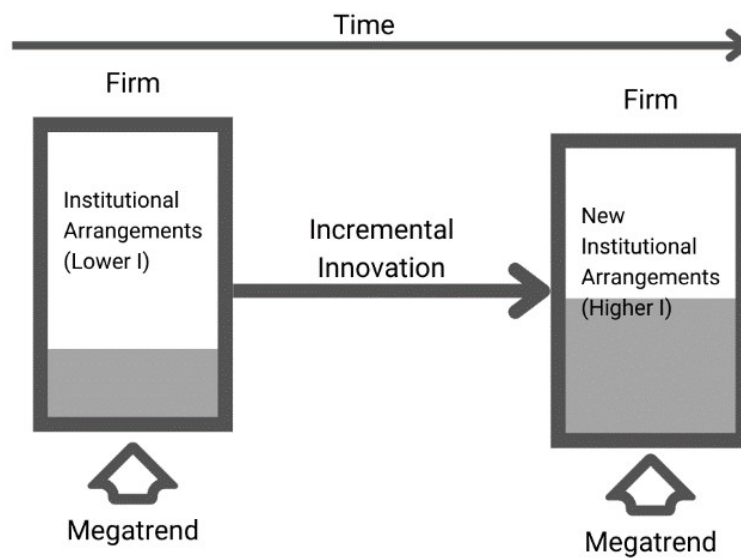 Time
Firm
Firm
Institutional
Arrangements
(Lower I)
Incremental
Innovation
New
Institutional
Arrangements
(Higher I)
Megatrend
Megatrend